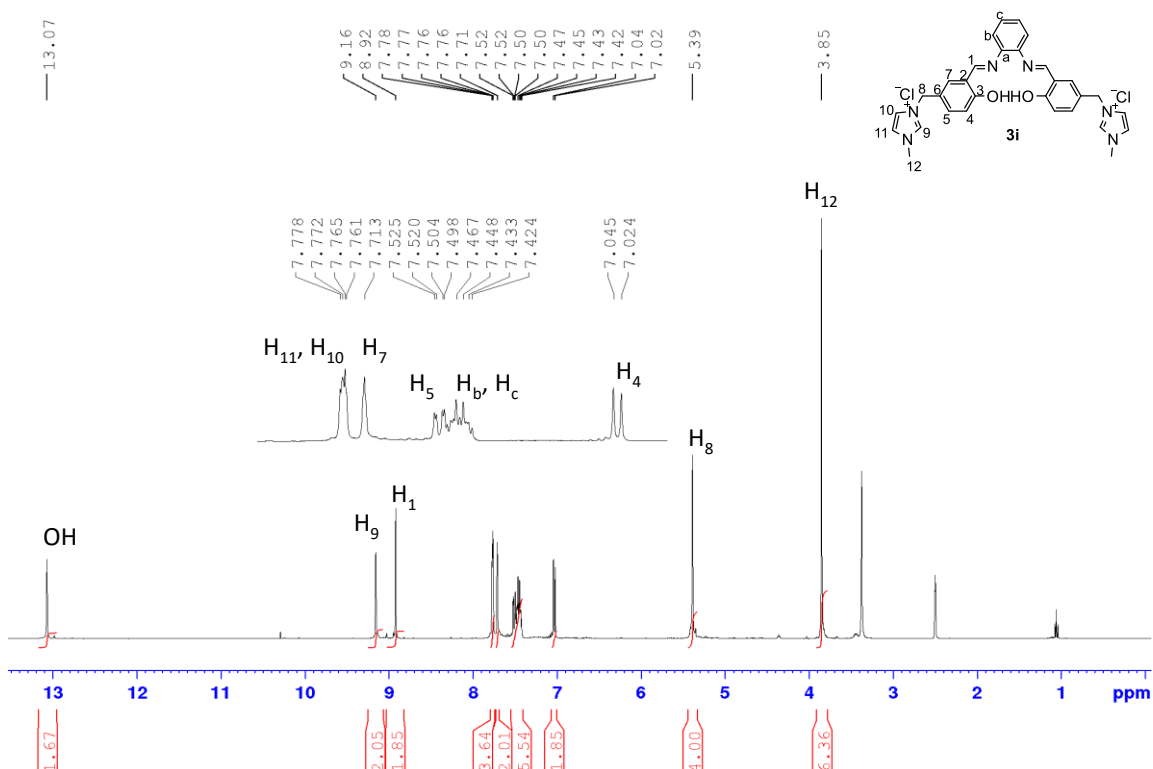 13.07
9.16
8.92
7.78
7.77
7.76
7.76
7.71
7.52
7.52
7.50
7.50
7.47
7.45
7.43
7.42
7.04
7.02
5.39
3.85
c
b
a
1
N
N
7
2
8
6
3
OHHO
5
4
⁻Cl
⁻Cl
10
N⁺
N⁺
11
9
N
N
12
3i
7.778
7.772
7.765
7.761
7.713
7.525
7.520
7.504
7.498
7.467
7.448
7.433
7.424
7.045
7.024
H₁₂
H₁₁, H₁₀
H₇
H₅
H_b, H_c
H₄
H₈
OH
H₉
H₁
13 12 11 10 9 8 7 6 5 4 3 2 1 ppm
1.67
2.05
1.85
3.64
2.01
5.54
1.85
4.00
6.36